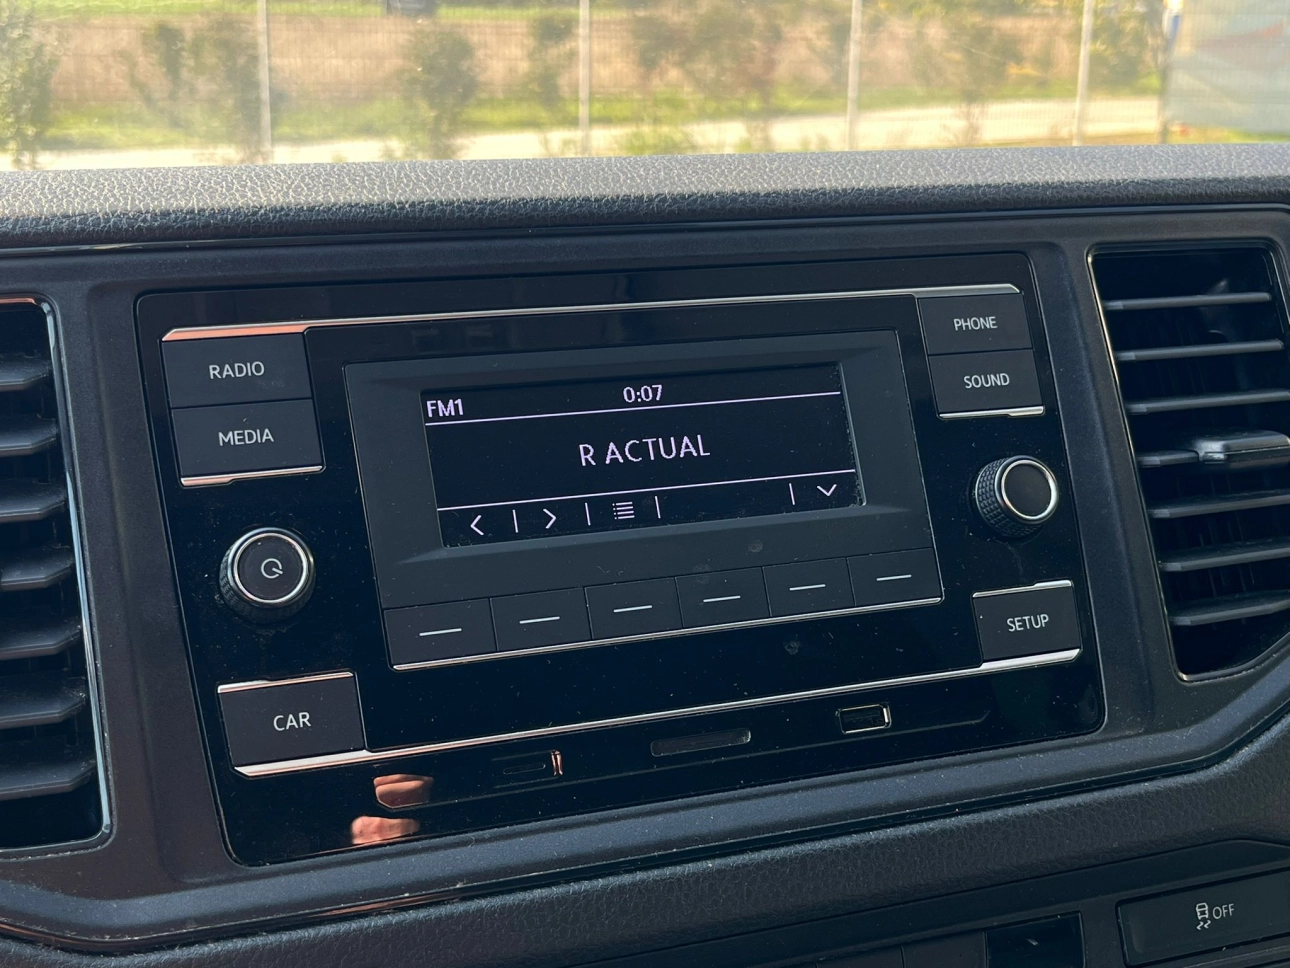 PHONE
RADIO
SOUND
FM1 0:07
MEDIA
R ACTUAL
SETUP
CAR
OFF